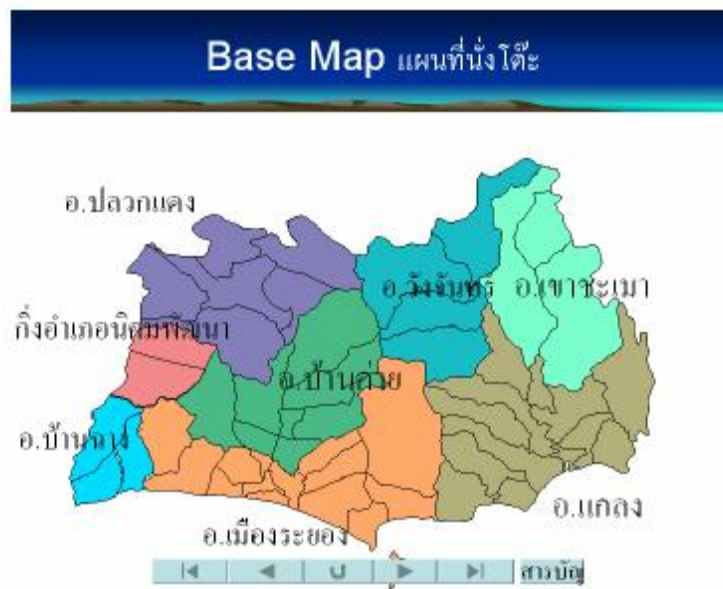 Base Map แผนที่นั่งโต๊ะ
อ.ปลวกแดง
อ.วังจันทร์ อ.เขาชะเมา
กิ่งอำเภอนิคมพัฒนา
อ.บ้านค่าย
อ.บ้านฉาง
อ.แกลง
อ.เมืองระยอง
สารบัญ